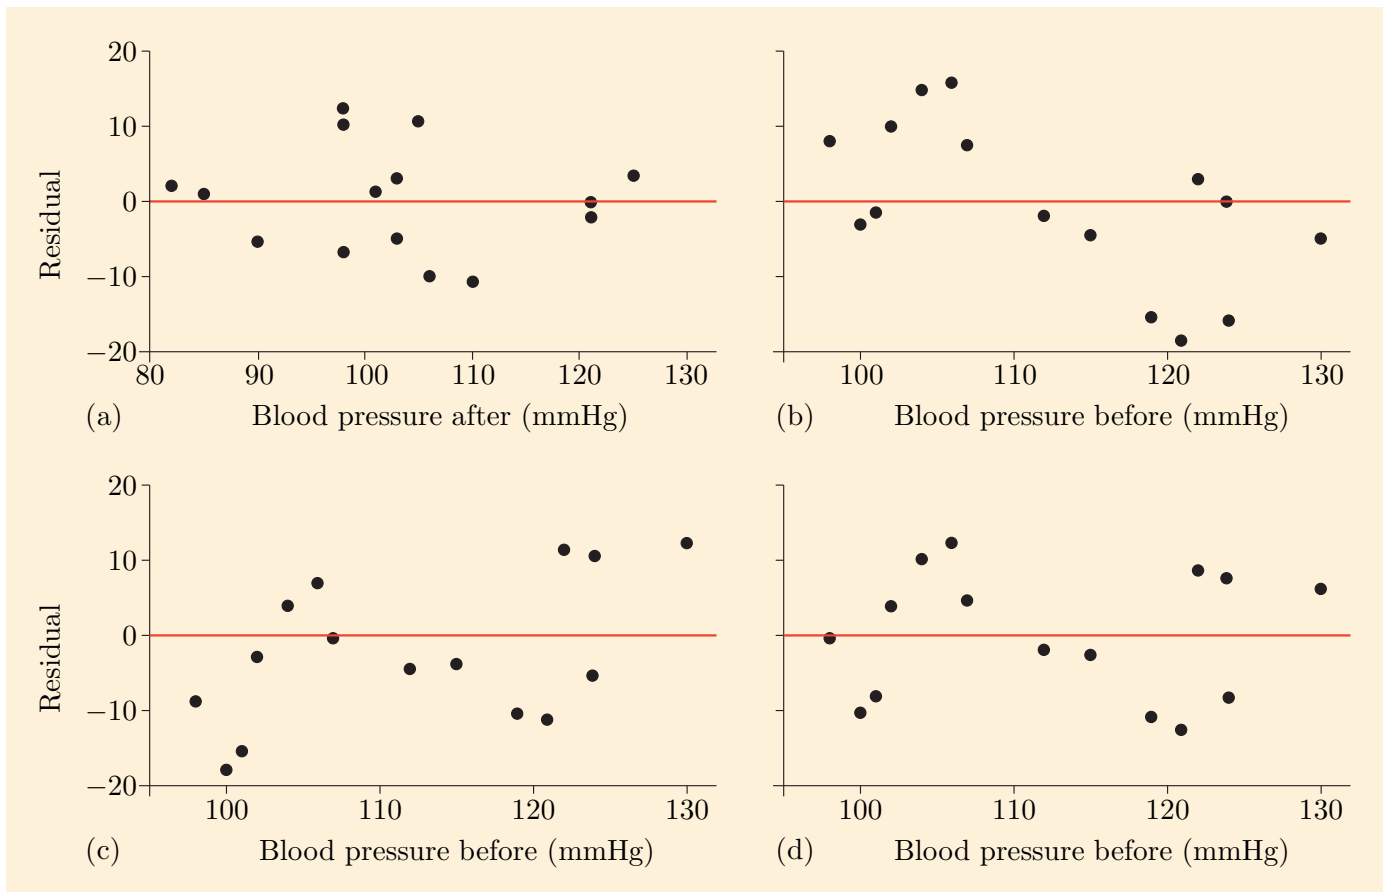 20
10
0
−10
−20
Residual
80 90 100 110 120 130
(a) Blood pressure after (mmHg)
100 110 120 130
(b) Blood pressure before (mmHg)
20
10
0
−10
−20
Residual
100 110 120 130
(c) Blood pressure before (mmHg)
100 110 120 130
(d) Blood pressure before (mmHg)